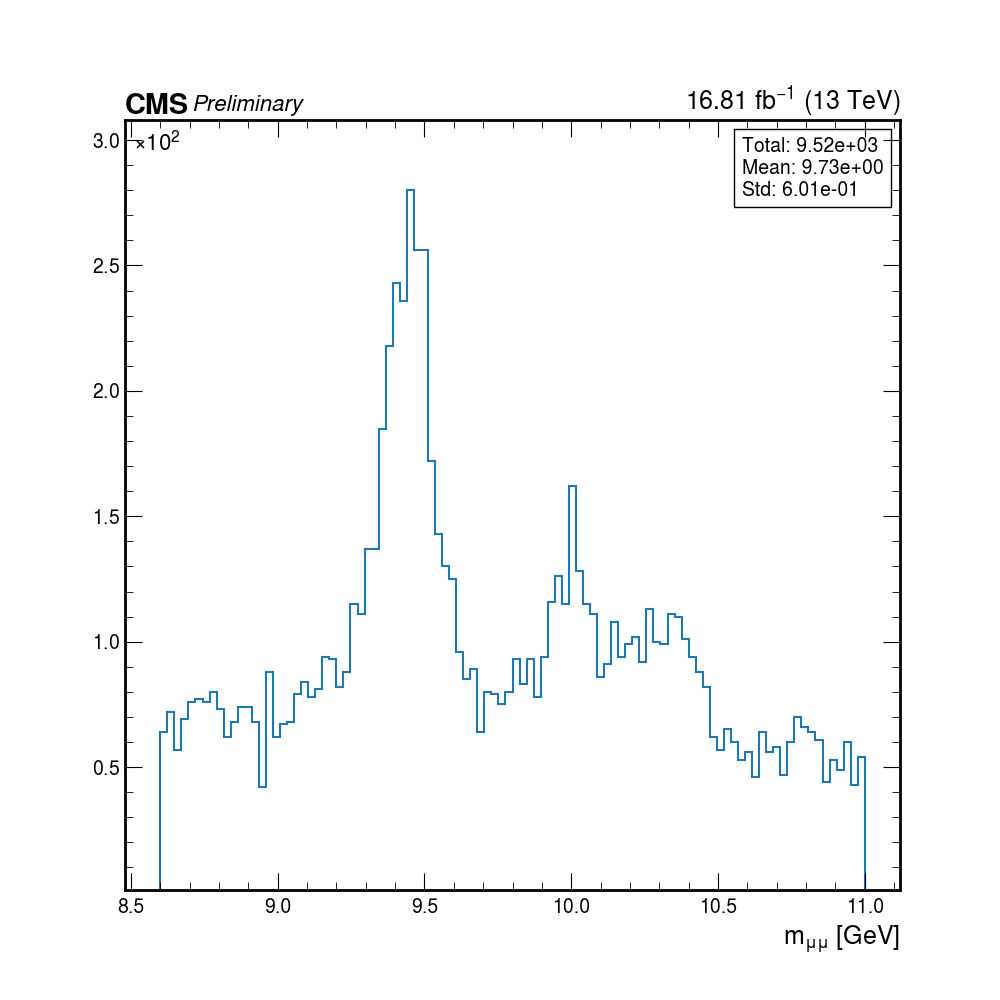 CMS Preliminary
16.81 fb⁻¹ (13 TeV)
×10²
Total: 9.52e+03
Mean: 9.73e+00
Std: 6.01e-01
3.0
2.5
2.0
1.5
1.0
0.5
8.5 9.0 9.5 10.0 10.5 11.0
mμμ [GeV]